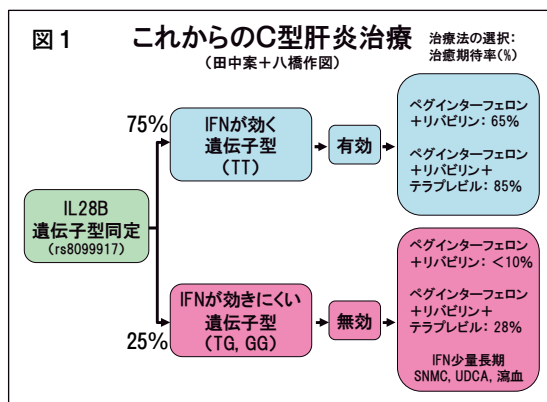 図1
これからのC型肝炎治療
(田中案+八橋作図)
治療法の選択:
治癒期待率(%)
75%
IFNが効く
遺伝子型
(TT)
有効
ペグインターフェロン
+リバビリン: 65%
ペグインターフェロン
+リバビリン+
テラプレビル: 85%
IL28B
遺伝子型同定
(rs8099917)
25%
IFNが効きにくい
遺伝子型
(TG, GG)
無効
ペグインターフェロン
+リバビリン: <10%
ペグインターフェロン
+リバビリン+
テラプレビル: 28%
IFN少量長期
SNMC, UDCA, 瀉血